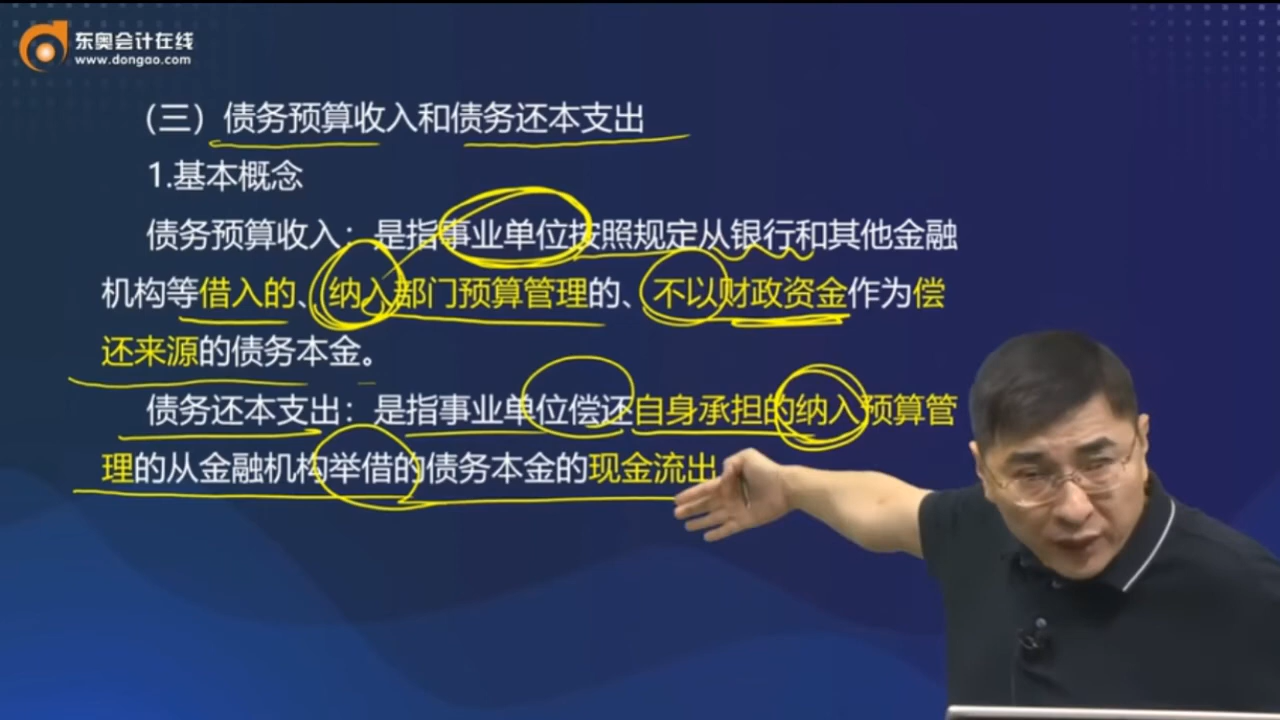 东奥会计在线
www.dongao.com
（三）债务预算收入和债务还本支出
1.基本概念
债务预算收入：是指事业单位按照规定从银行和其他金融
机构等借入的、纳入部门预算管理的、不以财政资金作为偿
还来源的债务本金。
债务还本支出：是指事业单位偿还自身承担的纳入预算管
理的从金融机构举借的债务本金的现金流出